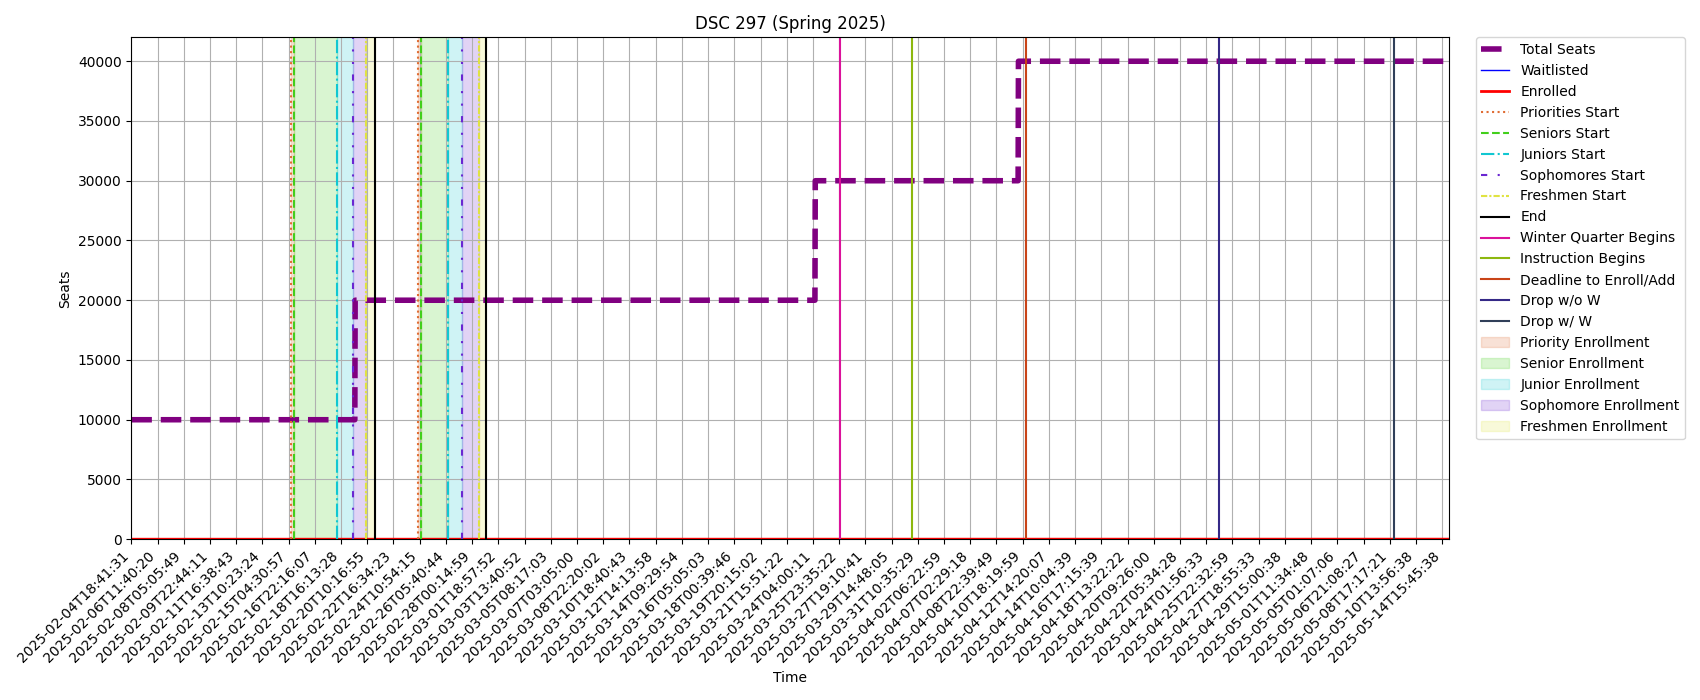 DSC 297 (Spring 2025)
Seats
40000
35000
30000
25000
20000
15000
10000
5000
0
2025-02-04T18:41:31
2025-02-06T11:40:20
2025-02-08T05:05:49
2025-02-09T22:44:11
2025-02-11T16:38:43
2025-02-13T10:23:24
2025-02-15T04:30:57
2025-02-16T22:16:07
2025-02-18T16:13:28
2025-02-20T10:16:55
2025-02-22T16:34:23
2025-02-24T10:54:15
2025-02-26T05:40:44
2025-02-28T00:14:59
2025-03-01T18:57:52
2025-03-03T13:40:52
2025-03-05T08:17:03
2025-03-07T03:05:00
2025-03-08T22:20:02
2025-03-10T18:40:43
2025-03-12T14:13:58
2025-03-14T09:29:54
2025-03-16T05:05:03
2025-03-18T00:39:46
2025-03-19T20:15:02
2025-03-21T15:51:22
2025-03-24T04:00:11
2025-03-25T23:35:22
2025-03-27T19:10:41
2025-03-29T14:48:05
2025-03-31T10:35:29
2025-04-02T06:22:59
2025-04-07T02:29:18
2025-04-08T22:39:49
2025-04-10T18:19:59
2025-04-12T14:20:07
2025-04-14T10:04:39
2025-04-16T17:15:39
2025-04-18T13:22:22
2025-04-20T09:26:00
2025-04-22T05:34:28
2025-04-24T01:56:33
2025-04-25T22:32:59
2025-04-27T18:55:33
2025-04-29T15:00:38
2025-05-01T11:34:48
2025-05-05T01:07:06
2025-05-06T21:08:27
2025-05-08T17:17:21
2025-05-10T13:56:38
2025-05-14T15:45:38
Time
Total Seats
Waitlisted
Enrolled
Priorities Start
Seniors Start
Juniors Start
Sophomores Start
Freshmen Start
End
Winter Quarter Begins
Instruction Begins
Deadline to Enroll/Add
Drop w/o W
Drop w/ W
Priority Enrollment
Senior Enrollment
Junior Enrollment
Sophomore Enrollment
Freshmen Enrollment